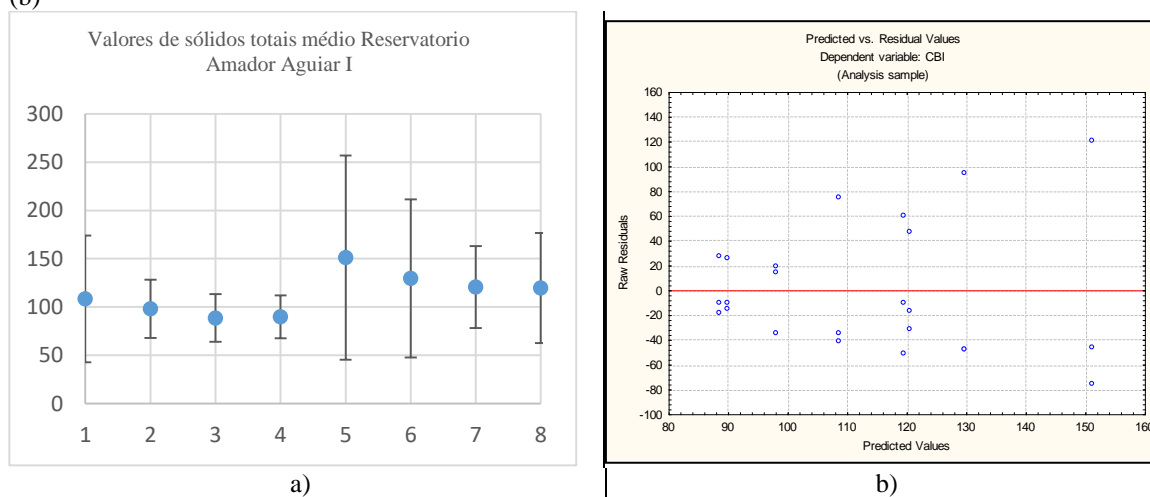 (b)
Valores de sólidos totais médio Reservatorio
Amador Aguiar I
300
250
200
150
100
50
0
1 2 3 4 5 6 7 8
a)
Predicted vs. Residual Values
Dependent variable: CBI
(Analysis sample)
160
140
120
100
80
60
40
20
0
-20
-40
-60
-80
-100
80 90 100 110 120 130 140 150 160
Raw Residuals
Predicted Values
b)